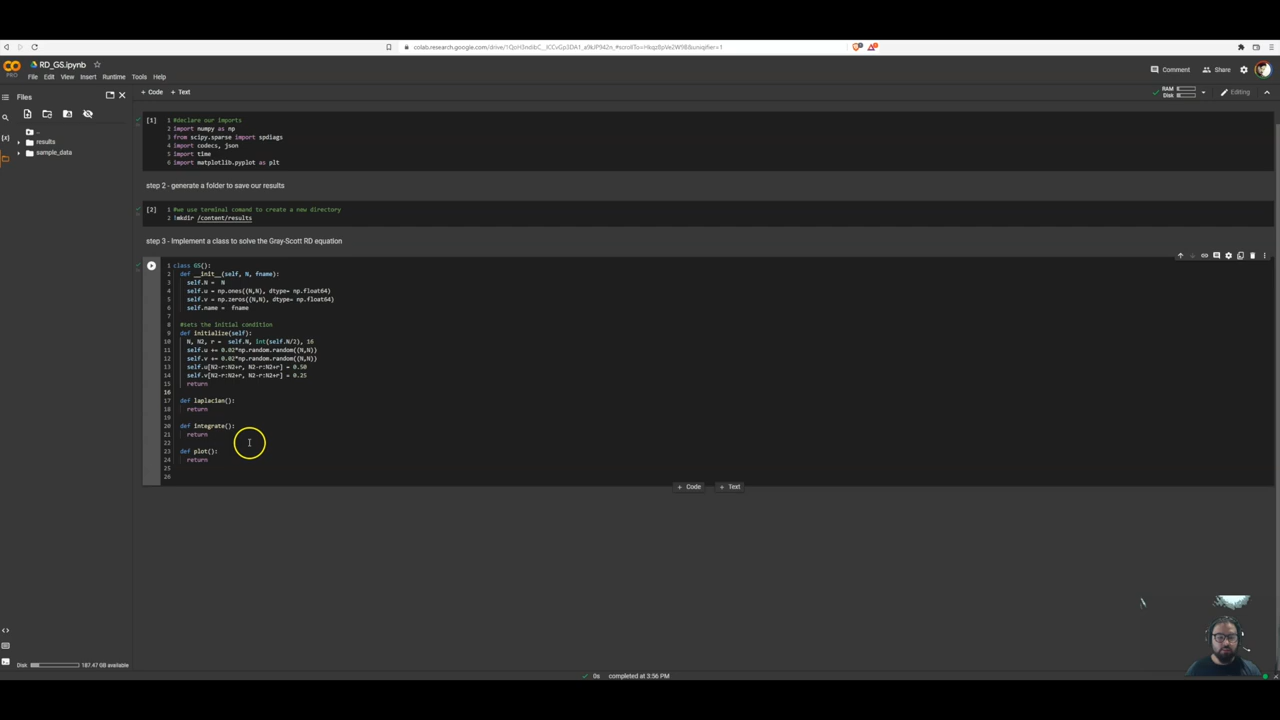 RD_GS.ipynb
PRO
File Edit View Insert Runtime Tools Help
Comment
Share
Files
+ Code + Text
RAM
Disk
Editing
..
results
sample_data
[1]
1 #declare our imports
2 import numpy as np
3 from scipy.sparse import spdiags
4 import codecs, json
5 import time
6 import matplotlib.pyplot as plt
step 2 - generate a folder to save our results
[2]
1 #we use terminal comand to create a new directory
2 !mkdir /content/results
step 3 - Implement a class to solve the Gray-Scott RD equation
1 class GS():
2 def __init__(self, N, fname):
3 self.N = N
4 self.u = np.ones((N,N), dtype= np.float64)
5 self.v = np.zeros((N,N), dtype= np.float64)
6 self.name = fname
7
8 #sets the initial condition
9 def initialize(self):
10 N, N2, r = self.N, int(self.N/2), 16
11 self.u += 0.02*np.random.random((N,N))
12 self.v += 0.02*np.random.random((N,N))
13 self.u[N2-r:N2+r, N2-r:N2+r] = 0.50
14 self.v[N2-r:N2+r, N2-r:N2+r] = 0.25
15 return
16
17 def laplacian():
18 return
19
20 def integrate():
21 return
22
23 def plot():
24 return
25
26
+ Code + Text
Disk 187.47 GB available
0s completed at 3:56 PM